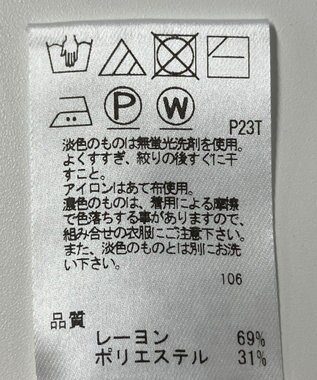 P
W
P23T
淡色のものは無蛍光洗剤を使用。
よくすすぎ、絞りの後すぐに干
すこと。
アイロンはあて布使用。
濃色のものは、着用による摩擦
で色落ちする事がありますので、
組み合せの衣服にご注意下さい。
また、淡色のものとは別にお洗
い下さい。
106
品質
レーヨン 69%
ポリエステル 31%